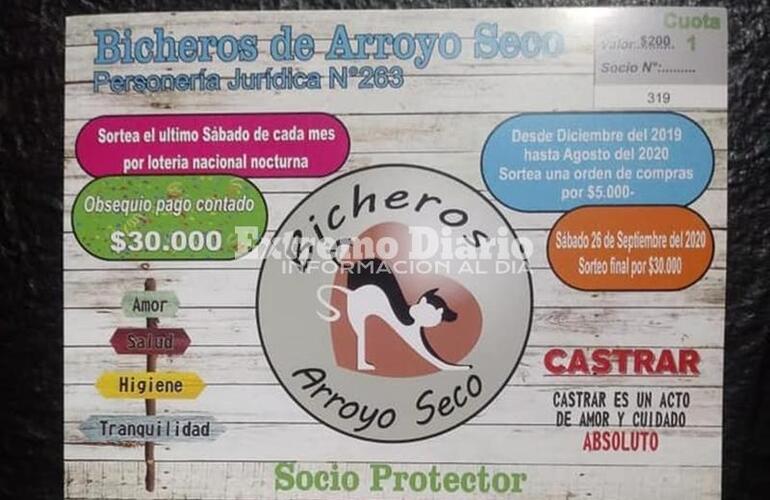 Bicheros de Arroyo Seco
Personería Jurídica N°263
Cuota
Valor..$200..... 1
Socio N°:.........
319
Sortea el ultimo Sábado de cada mes
por loteria nacional nocturna
Desde Diciembre del 2019
hasta Agosto del 2020
Sortea una orden de compras
por $5.000-
Obsequio pago contado
$30.000
Sábado 26 de Septiembre del 2020
Sorteo final por $30.000
Bicheros
Arroyo Seco
Extremo Diario
INFORMACIÓN AL DIA
Amor
Salud
Higiene
Tranquilidad
CASTRAR
CASTRAR ES UN ACTO
DE AMOR Y CUIDADO
ABSOLUTO
Socio Protector